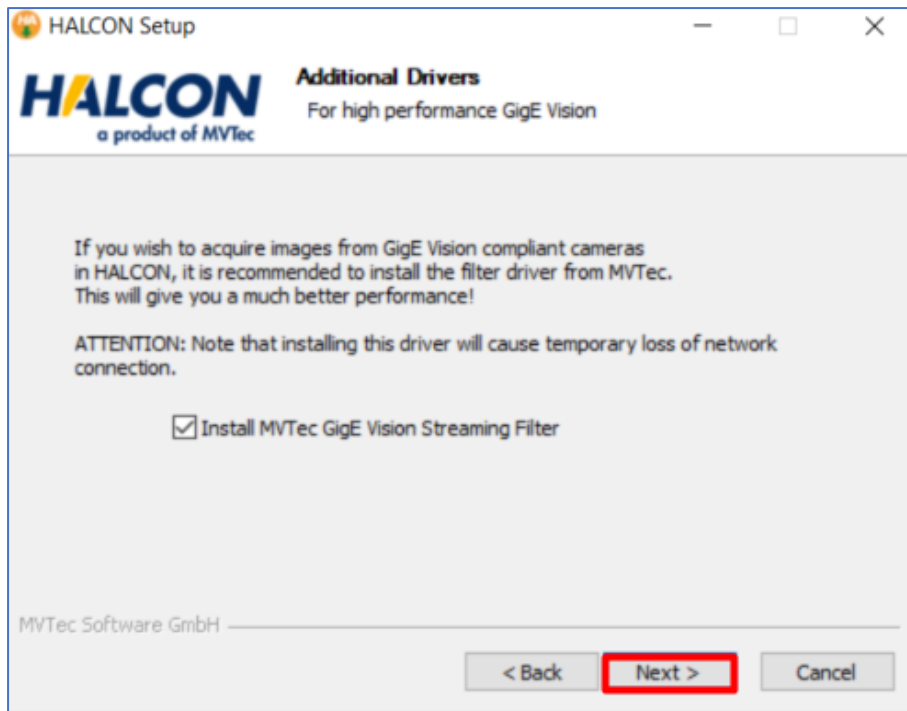 HALCON Setup
HALCON
a product of MVTec
Additional Drivers
For high performance GigE Vision
If you wish to acquire images from GigE Vision compliant cameras
in HALCON, it is recommended to install the filter driver from MVTec.
This will give you a much better performance!
ATTENTION: Note that installing this driver will cause temporary loss of network
connection.
Install MVTec GigE Vision Streaming Filter
MVTec Software GmbH
< Back Next > Cancel